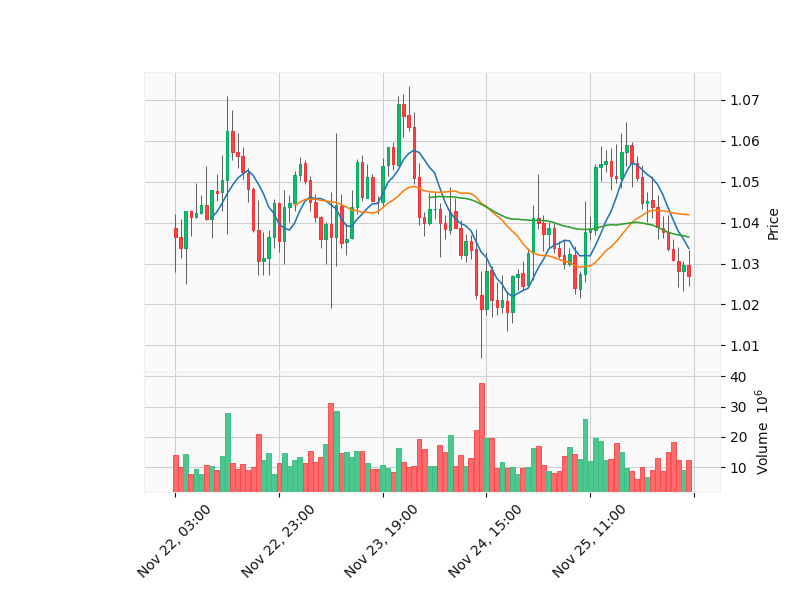 1.07
1.06
1.05
1.04
1.03
1.02
1.01
Price
40
30
20
10
Volume 10^6
Nov 22, 03:00
Nov 22, 23:00
Nov 23, 19:00
Nov 24, 15:00
Nov 25, 11:00